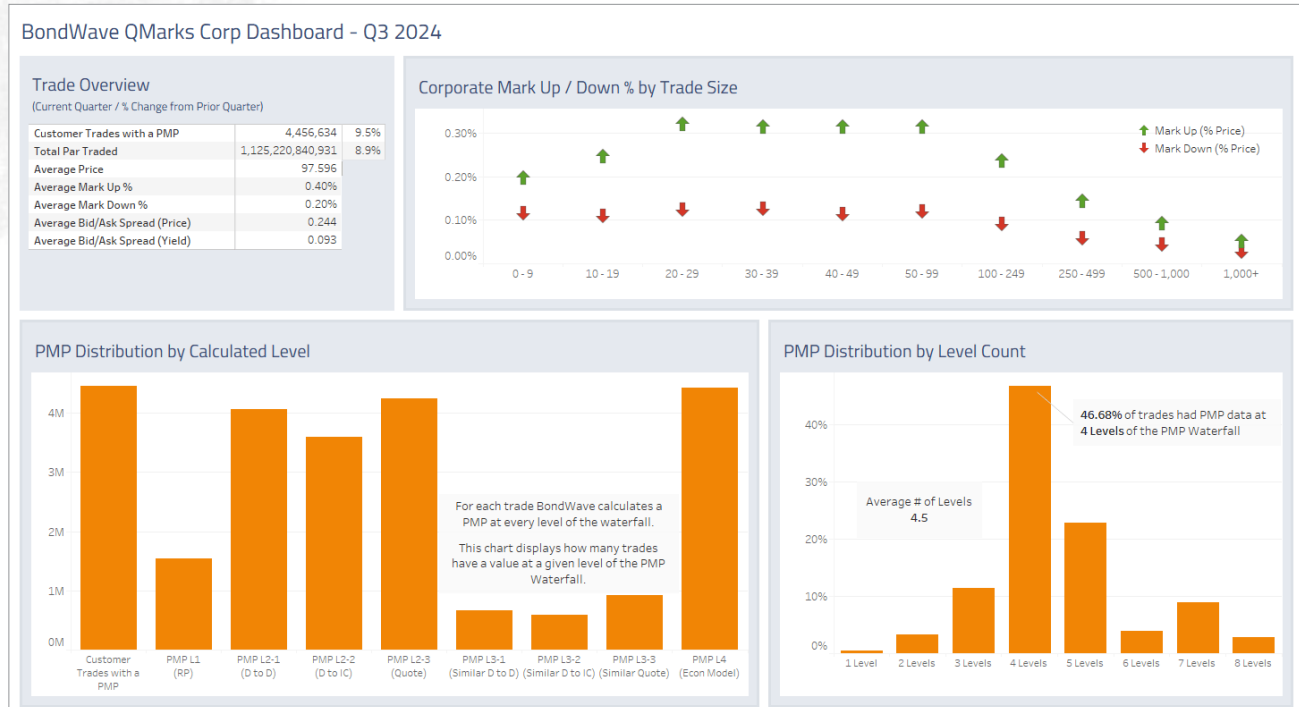 BondWave QMarks Corp Dashboard - Q3 2024
Trade Overview
(Current Quarter / % Change from Prior Quarter)
Customer Trades with a PMP 4,456,634 9.5%
Total Par Traded 1,125,220,840,931 8.9%
Average Price 97.596
Average Mark Up % 0.40%
Average Mark Down % 0.20%
Average Bid/Ask Spread (Price) 0.244
Average Bid/Ask Spread (Yield) 0.093
Corporate Mark Up / Down % by Trade Size
0.30%
0.20%
0.10%
0.00%
Mark Up (% Price)
Mark Down (% Price)
0 - 9 10 - 19 20 - 29 30 - 39 40 - 49 50 - 99 100 - 249 250 - 499 500 - 1,000 1,000+
PMP Distribution by Calculated Level
4M
3M
2M
1M
0M
For each trade BondWave calculates a
PMP at every level of the waterfall.
This chart displays how many trades
have a value at a given level of the PMP
Waterfall.
Customer PMP L1 PMP L2-1 PMP L2-2 PMP L2-3 PMP L3-1 PMP L3-2 PMP L3-3 PMP L4
Trades with a (RP) (D to D) (D to IC) (Quote) (Similar D to D) (Similar D to IC) (Similar Quote) (Econ Model)
PMP
PMP Distribution by Level Count
40%
30%
20%
10%
0%
46.68% of trades had PMP data at
4 Levels of the PMP Waterfall
Average # of Levels
4.5
1 Level 2 Levels 3 Levels 4 Levels 5 Levels 6 Levels 7 Levels 8 Levels